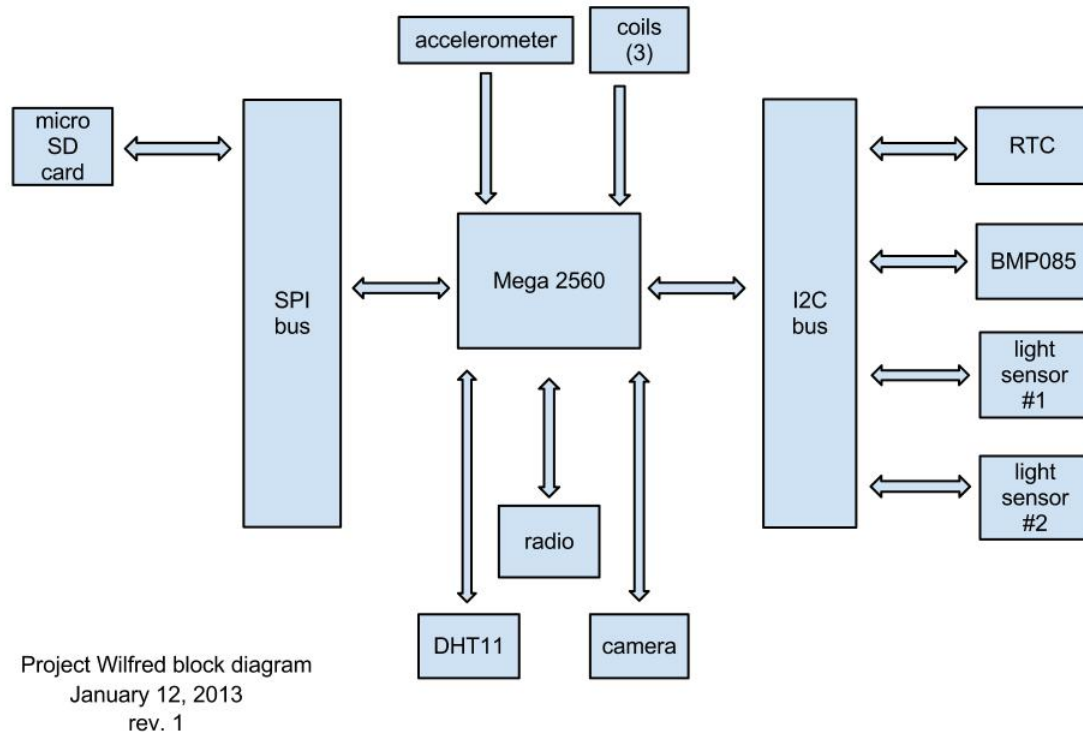 accelerometer
coils
(3)
micro
SD
card
SPI
bus
Mega 2560
I2C
bus
RTC
BMP085
light
sensor
#1
light
sensor
#2
radio
DHT11
camera
Project Wilfred block diagram
January 12, 2013
rev. 1